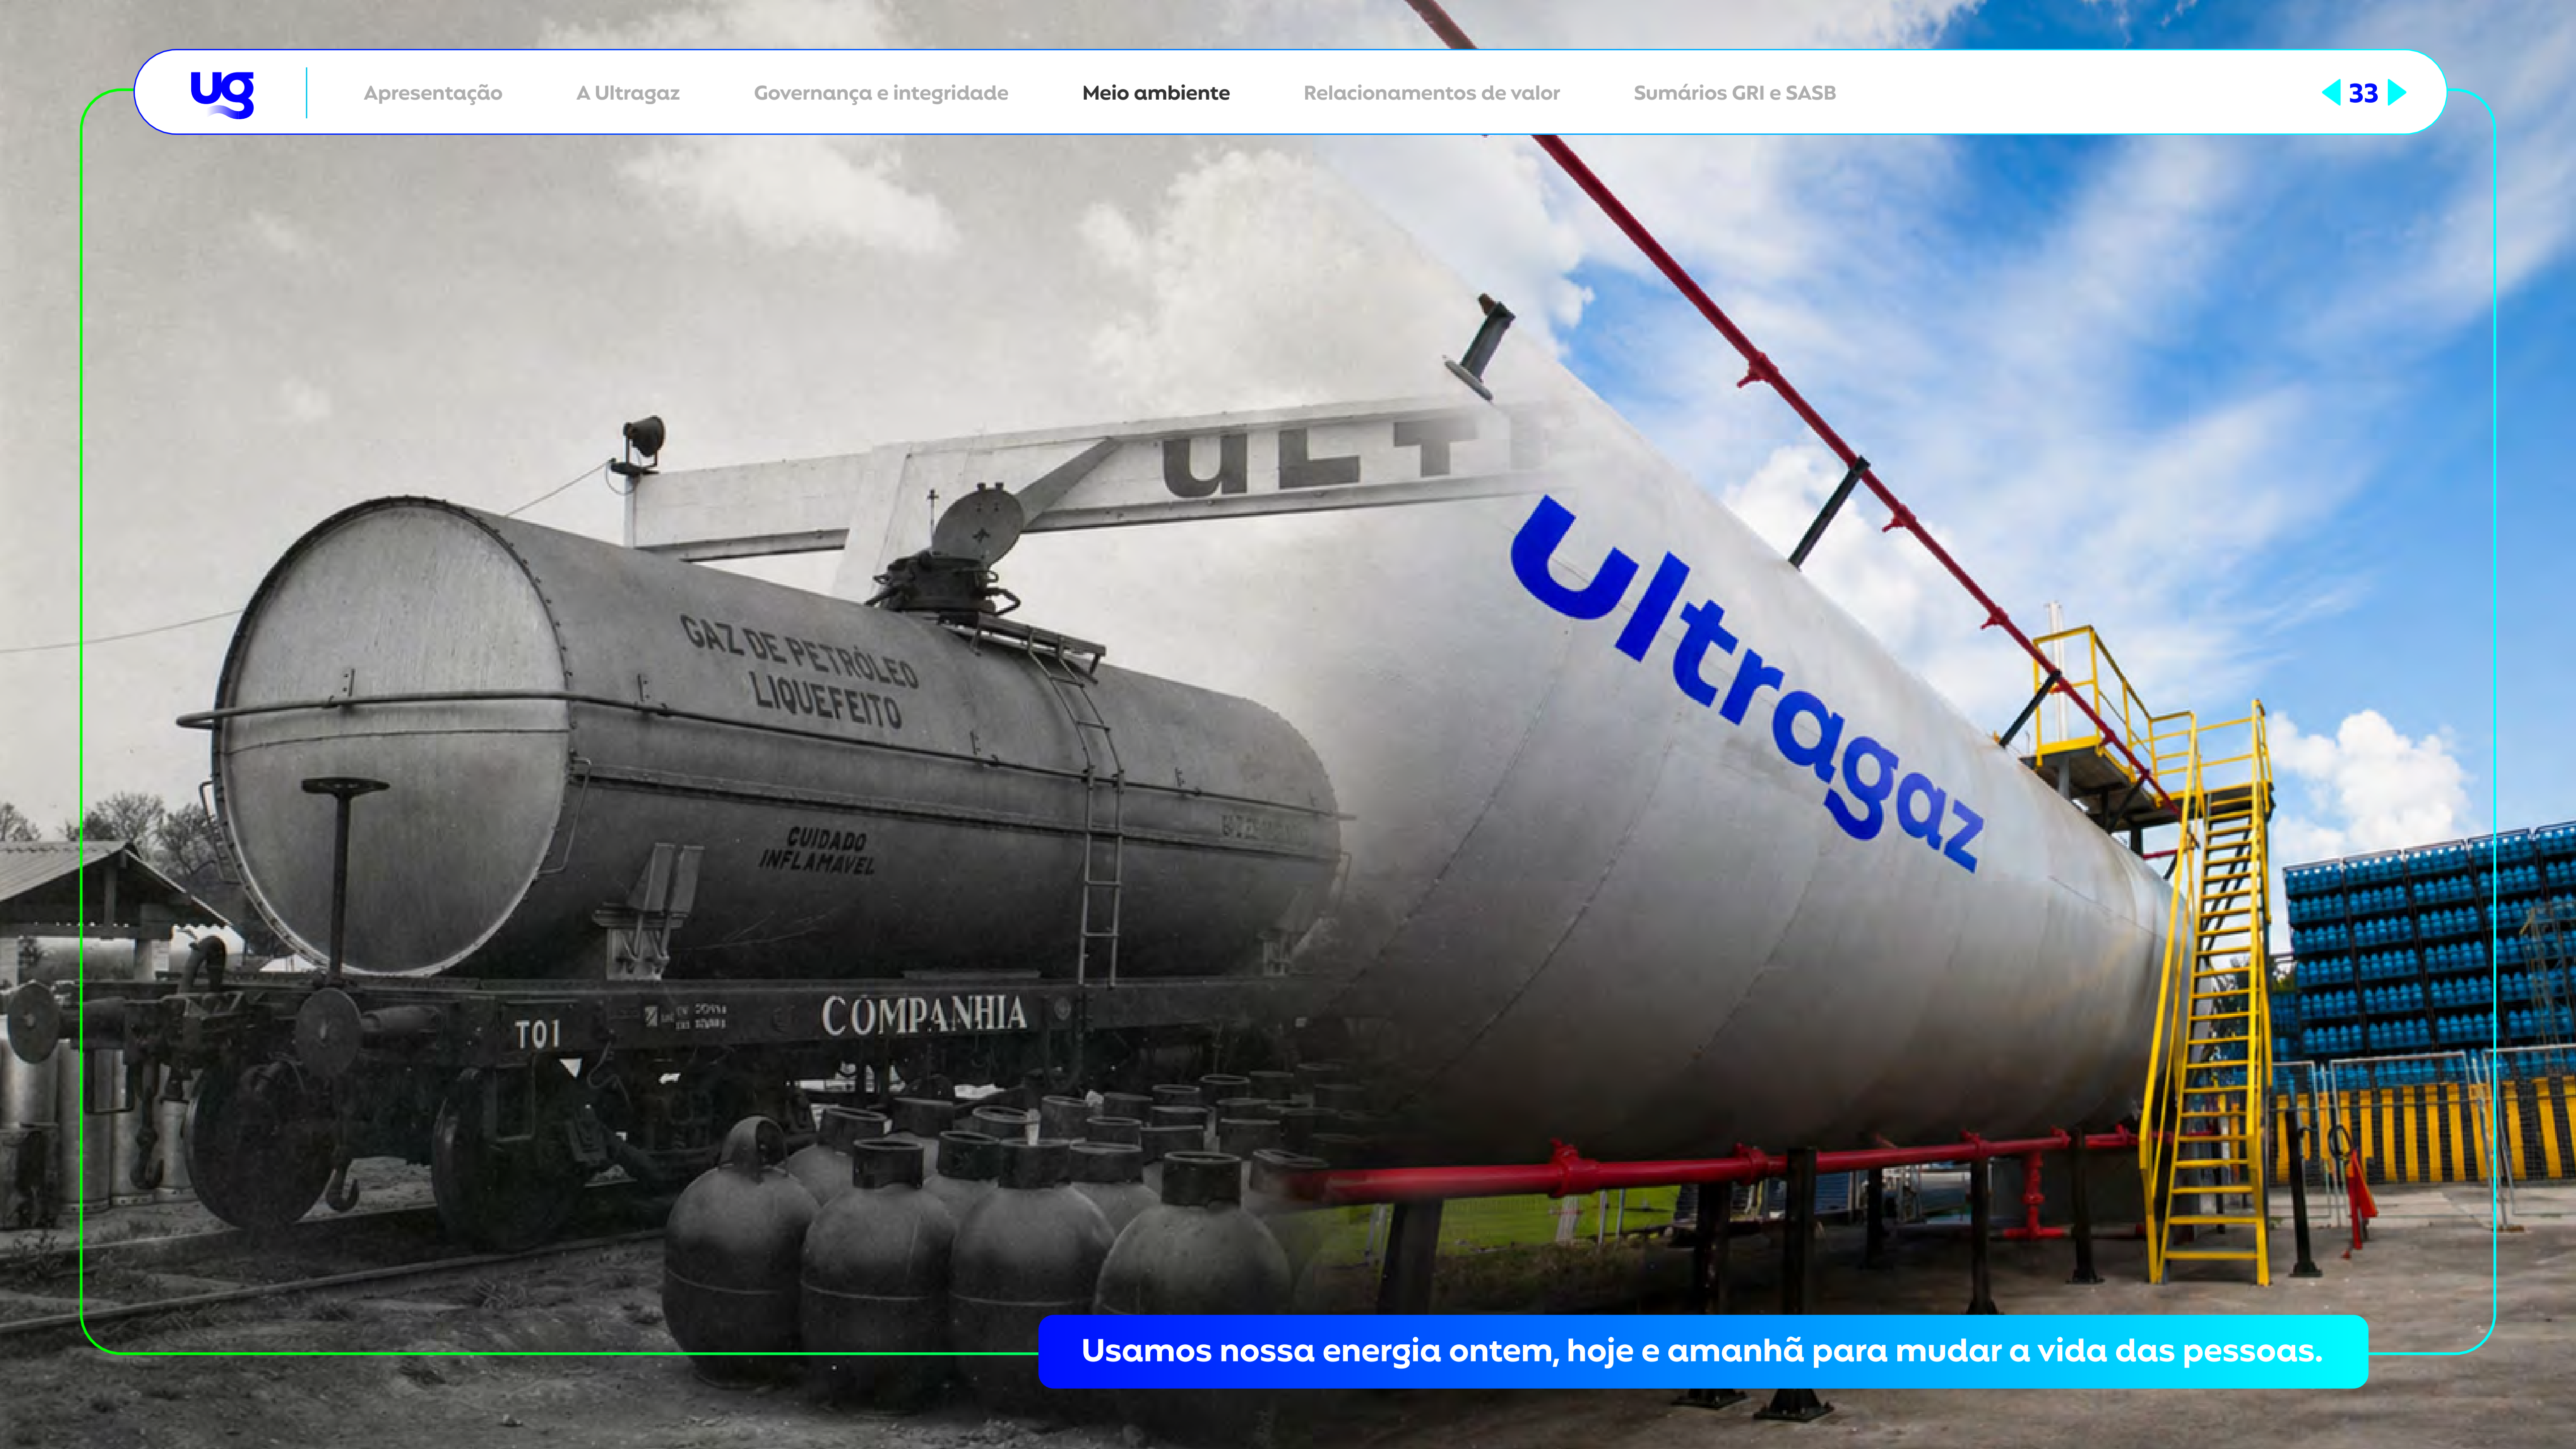 ug
Apresentação
A Ultragaz
Governança e integridade
Meio ambiente
Relacionamentos de valor
Sumários GRI e SASB
33
ULT
ultragaz
GAZ DE PETRÓLEO
LIQUEFEITO
CUIDADO
INFLAMAVEL
T01
COMPANHIA
Usamos nossa energia ontem, hoje e amanhã para mudar a vida das pessoas.